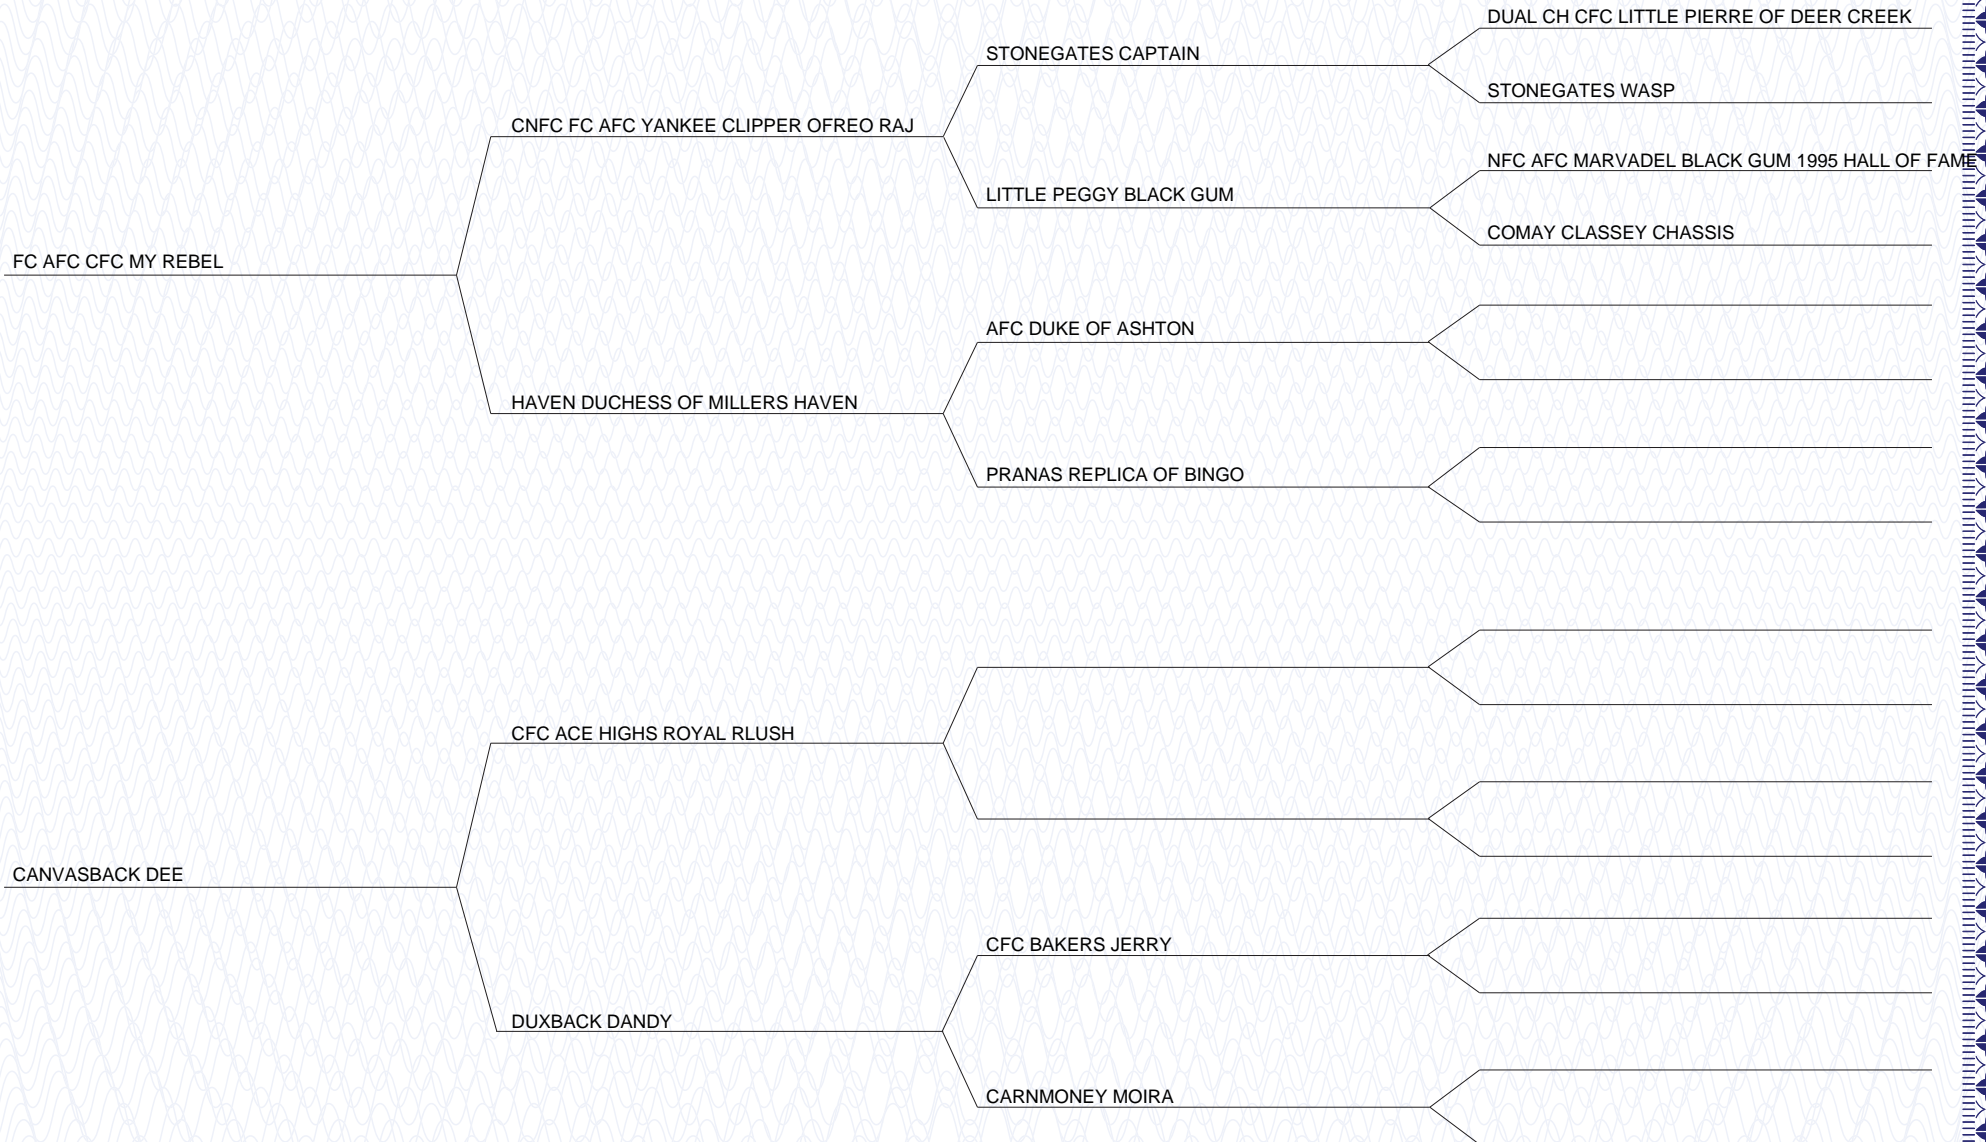 DUAL CH CFC LITTLE PIERRE OF DEER CREEK
STONEGATES CAPTAIN
STONEGATES WASP
CNFC FC AFC YANKEE CLIPPER OFREO RAJ
NFC AFC MARVADEL BLACK GUM 1995 HALL OF FAME
LITTLE PEGGY BLACK GUM
COMAY CLASSEY CHASSIS
FC AFC CFC MY REBEL
AFC DUKE OF ASHTON
HAVEN DUCHESS OF MILLERS HAVEN
PRANAS REPLICA OF BINGO
CFC ACE HIGHS ROYAL RLUSH
CANVASBACK DEE
CFC BAKERS JERRY
DUXBACK DANDY
CARNMONEY MOIRA